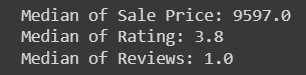 Median of Sale Price: 9597.0
Median of Rating: 3.8
Median of Reviews: 1.0